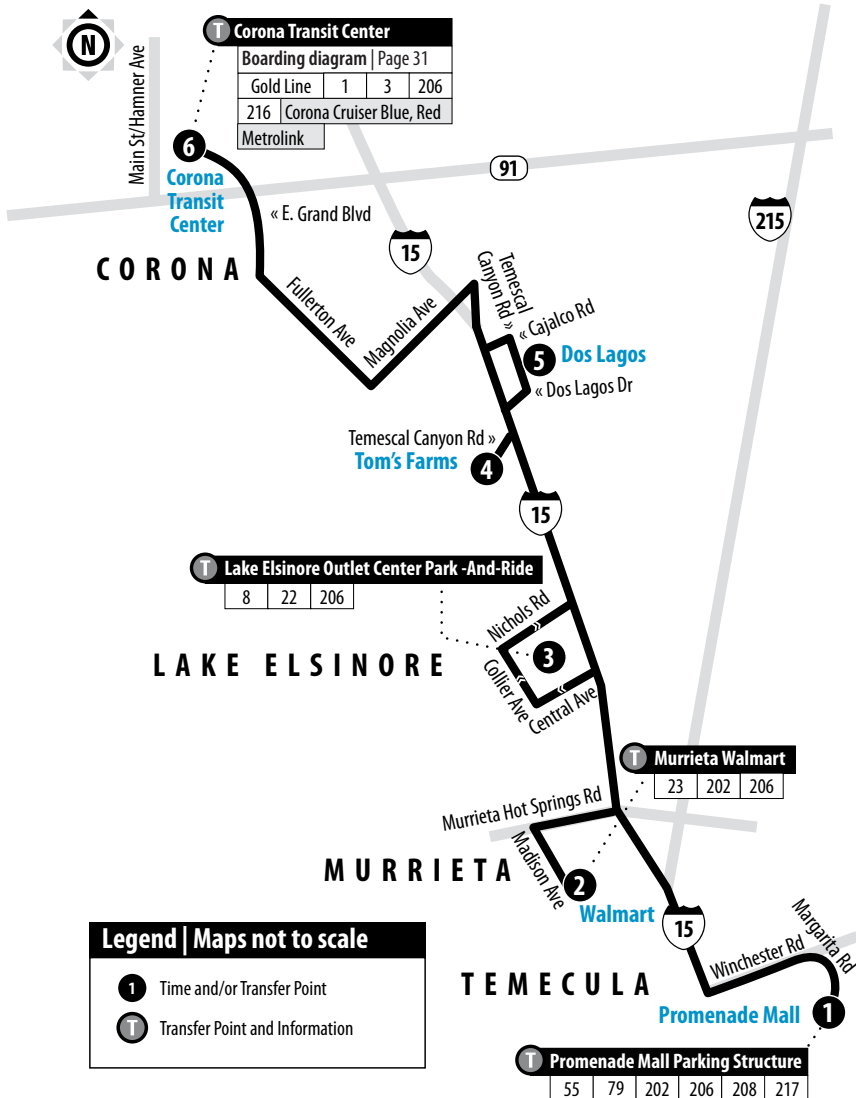 N
Main St/Hamner Ave
T Corona Transit Center
Boarding diagram | Page 31
Gold Line 1 3 206
216 Corona Cruiser Blue, Red
Metrolink
6
Corona
Transit
Center
91
« E. Grand Blvd
215
15
CORONA
Fullerton Ave
Magnolia Ave
Temescal
Canyon Rd »
« Cajalco Rd
5 Dos Lagos
« Dos Lagos Dr
Temescal Canyon Rd »
Tom's Farms 4
15
T Lake Elsinore Outlet Center Park -And-Ride
8 22 206
Nichols Rd
»
3
LAKE ELSINORE
Collier Ave
«
Central Ave
«
T Murrieta Walmart
23 202 206
Murrieta Hot Springs Rd
Madison Ave
MURRIETA
2
Walmart
15
Winchester Rd
Margarita Rd
TEMECULA
Promenade Mall 1
T Promenade Mall Parking Structure
55 79 202 206 208 217
Legend | Maps not to scale
1 Time and/or Transfer Point
T Transfer Point and Information